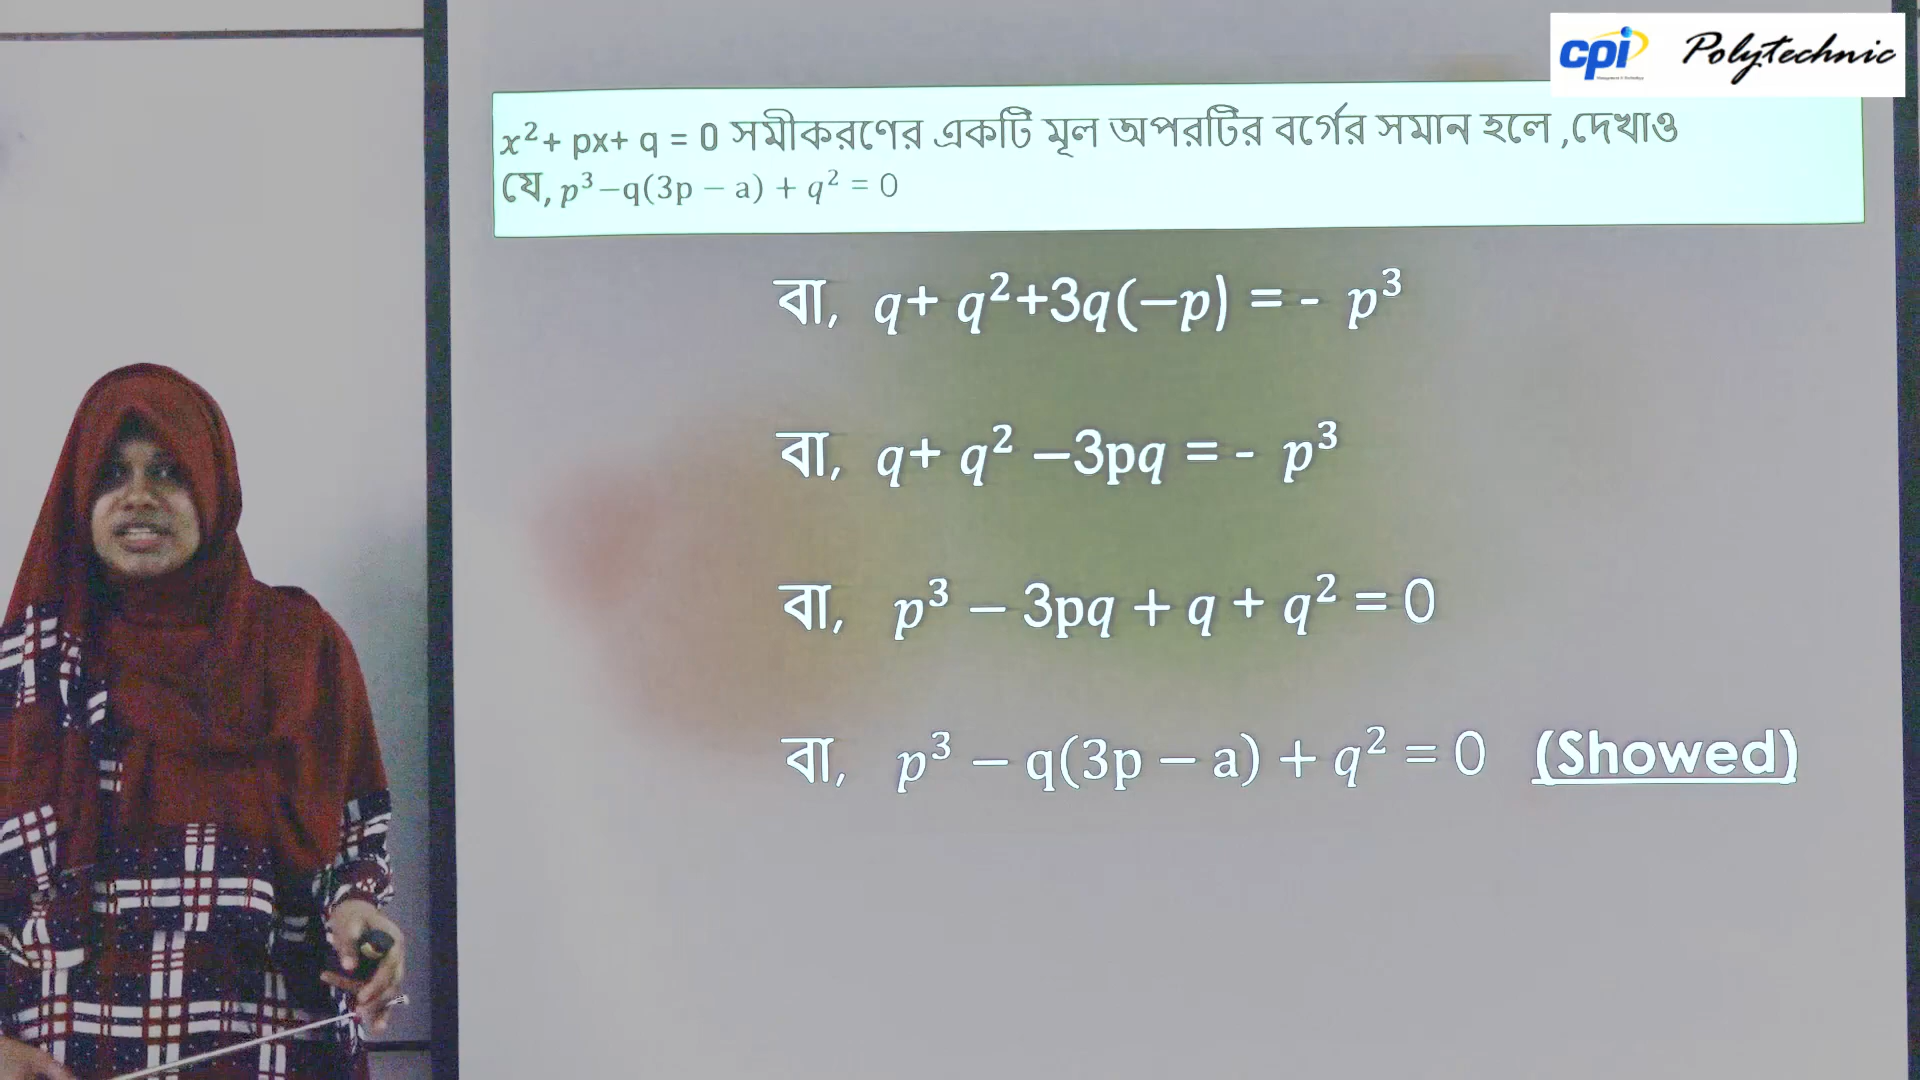 cpi Polytechnic
x²+ px+ q = 0 সমীকরণের একটি মূল অপরটির বর্গের সমান হলে ,দেখাও
যে, p³−q(3p − a) + q² = 0
বা, q+ q²+3q(−p) = - p³
বা, q+ q² −3pq = - p³
বা, p³ − 3pq + q + q² = 0
বা, p³ − q(3p − a) + q² = 0 (Showed)